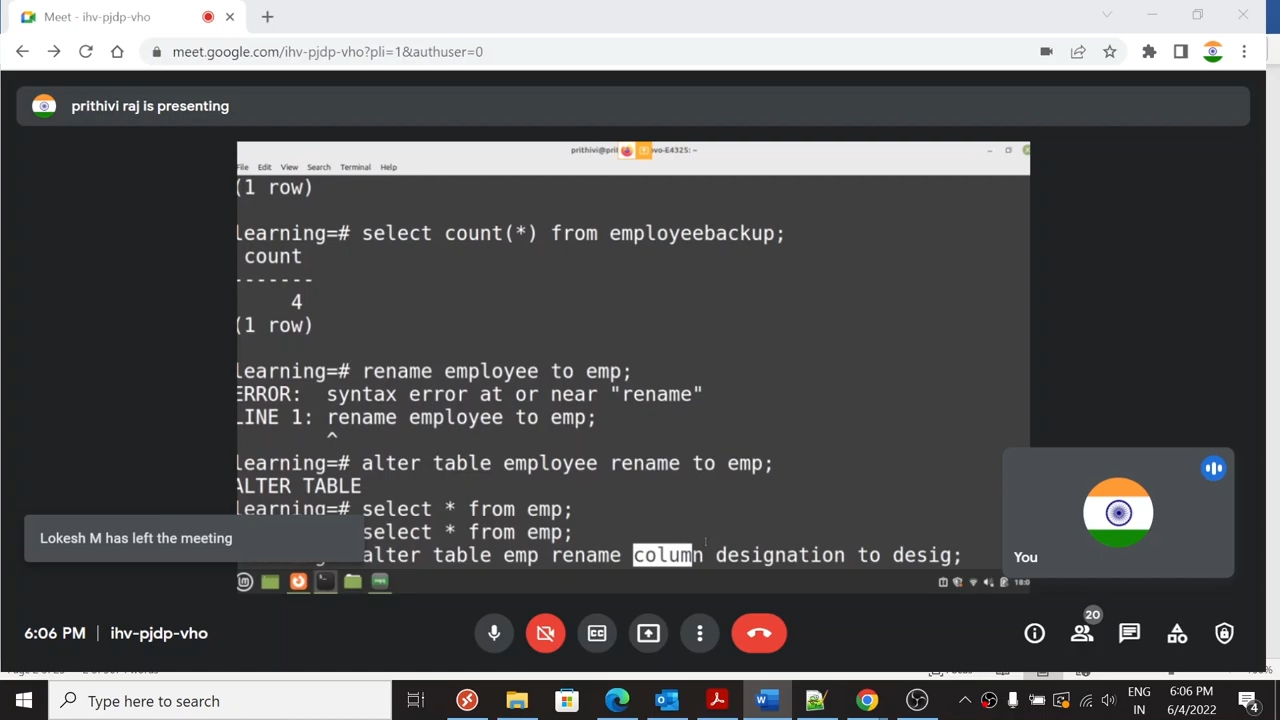 Meet - ihv-pjdp-vho
meet.google.com/ihv-pjdp-vho?pli=1&authuser=0
prithivi raj is presenting
File Edit View Search Terminal Help
(1 row)
learning=# select count(*) from employeebackup;
count
-------
4
(1 row)
learning=# rename employee to emp;
ERROR: syntax error at or near "rename"
LINE 1: rename employee to emp;
^
learning=# alter table employee rename to emp;
ALTER TABLE
learning=# select * from emp;
select * from emp;
alter table emp rename column designation to desig;
Lokesh M has left the meeting
You
6:06 PM | ihv-pjdp-vho
20
Type here to search
ENG
IN
6:06 PM
6/4/2022
4